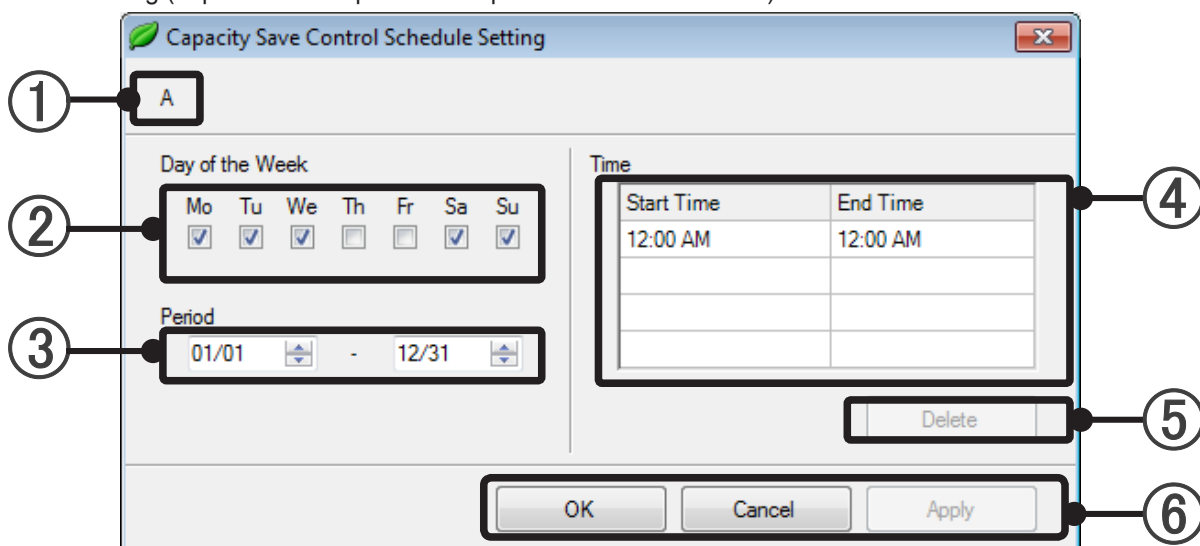 Capacity Save Control Schedule Setting
① A
Day of the Week
Time
② Mo Tu We Th Fr Sa Su
④ Start Time End Time
12:00 AM 12:00 AM
Period
③ 01/01 - 12/31
⑤ Delete
OK Cancel Apply ⑥